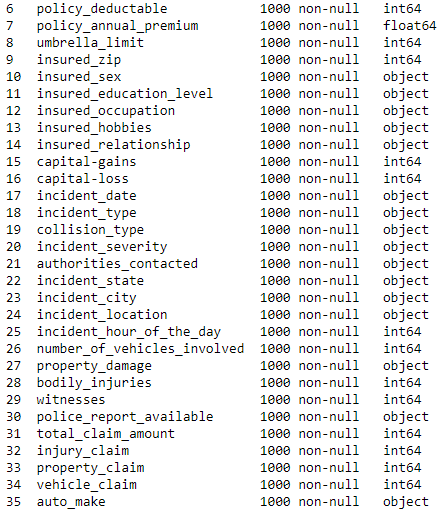 6 policy_deductable 1000 non-null int64
7 policy_annual_premium 1000 non-null float64
8 umbrella_limit 1000 non-null int64
9 insured_zip 1000 non-null int64
10 insured_sex 1000 non-null object
11 insured_education_level 1000 non-null object
12 insured_occupation 1000 non-null object
13 insured_hobbies 1000 non-null object
14 insured_relationship 1000 non-null object
15 capital-gains 1000 non-null int64
16 capital-loss 1000 non-null int64
17 incident_date 1000 non-null object
18 incident_type 1000 non-null object
19 collision_type 1000 non-null object
20 incident_severity 1000 non-null object
21 authorities_contacted 1000 non-null object
22 incident_state 1000 non-null object
23 incident_city 1000 non-null object
24 incident_location 1000 non-null object
25 incident_hour_of_the_day 1000 non-null int64
26 number_of_vehicles_involved 1000 non-null int64
27 property_damage 1000 non-null object
28 bodily_injuries 1000 non-null int64
29 witnesses 1000 non-null int64
30 police_report_available 1000 non-null object
31 total_claim_amount 1000 non-null int64
32 injury_claim 1000 non-null int64
33 property_claim 1000 non-null int64
34 vehicle_claim 1000 non-null int64
35 auto_make 1000 non-null object